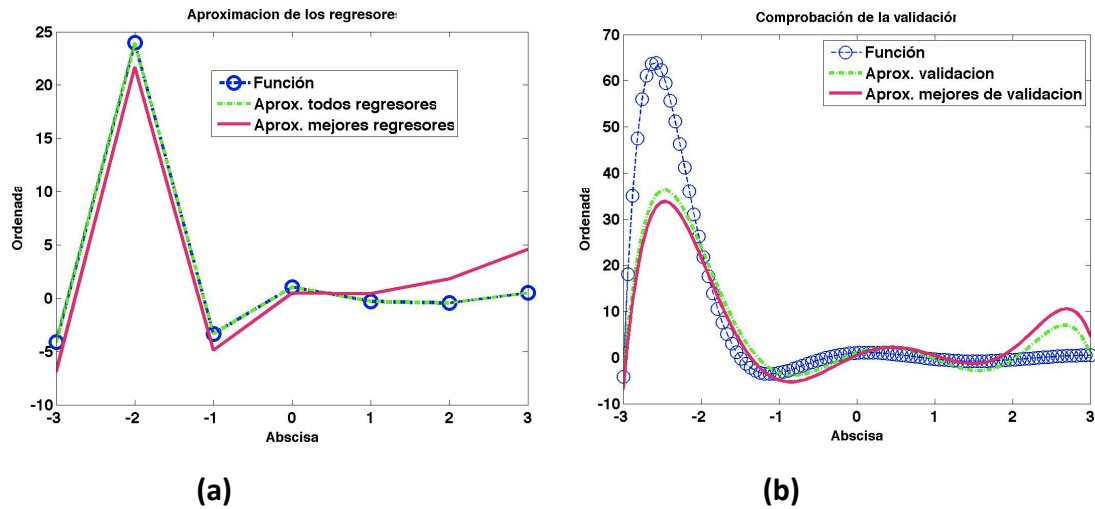 Aproximacion de los regresores
25
20
15
10
5
0
-5
-10
-3
-2
-1
0
1
2
3
Ordenada
Abscisa
Función
Aprox. todos regresores
Aprox. mejores regresores
(a)
Comprobación de la validación
70
60
50
40
30
20
10
0
-10
-3
-2
-1
0
1
2
3
Ordenada
Abscisa
Función
Aprox. validacion
Aprox. mejores de validacion
(b)